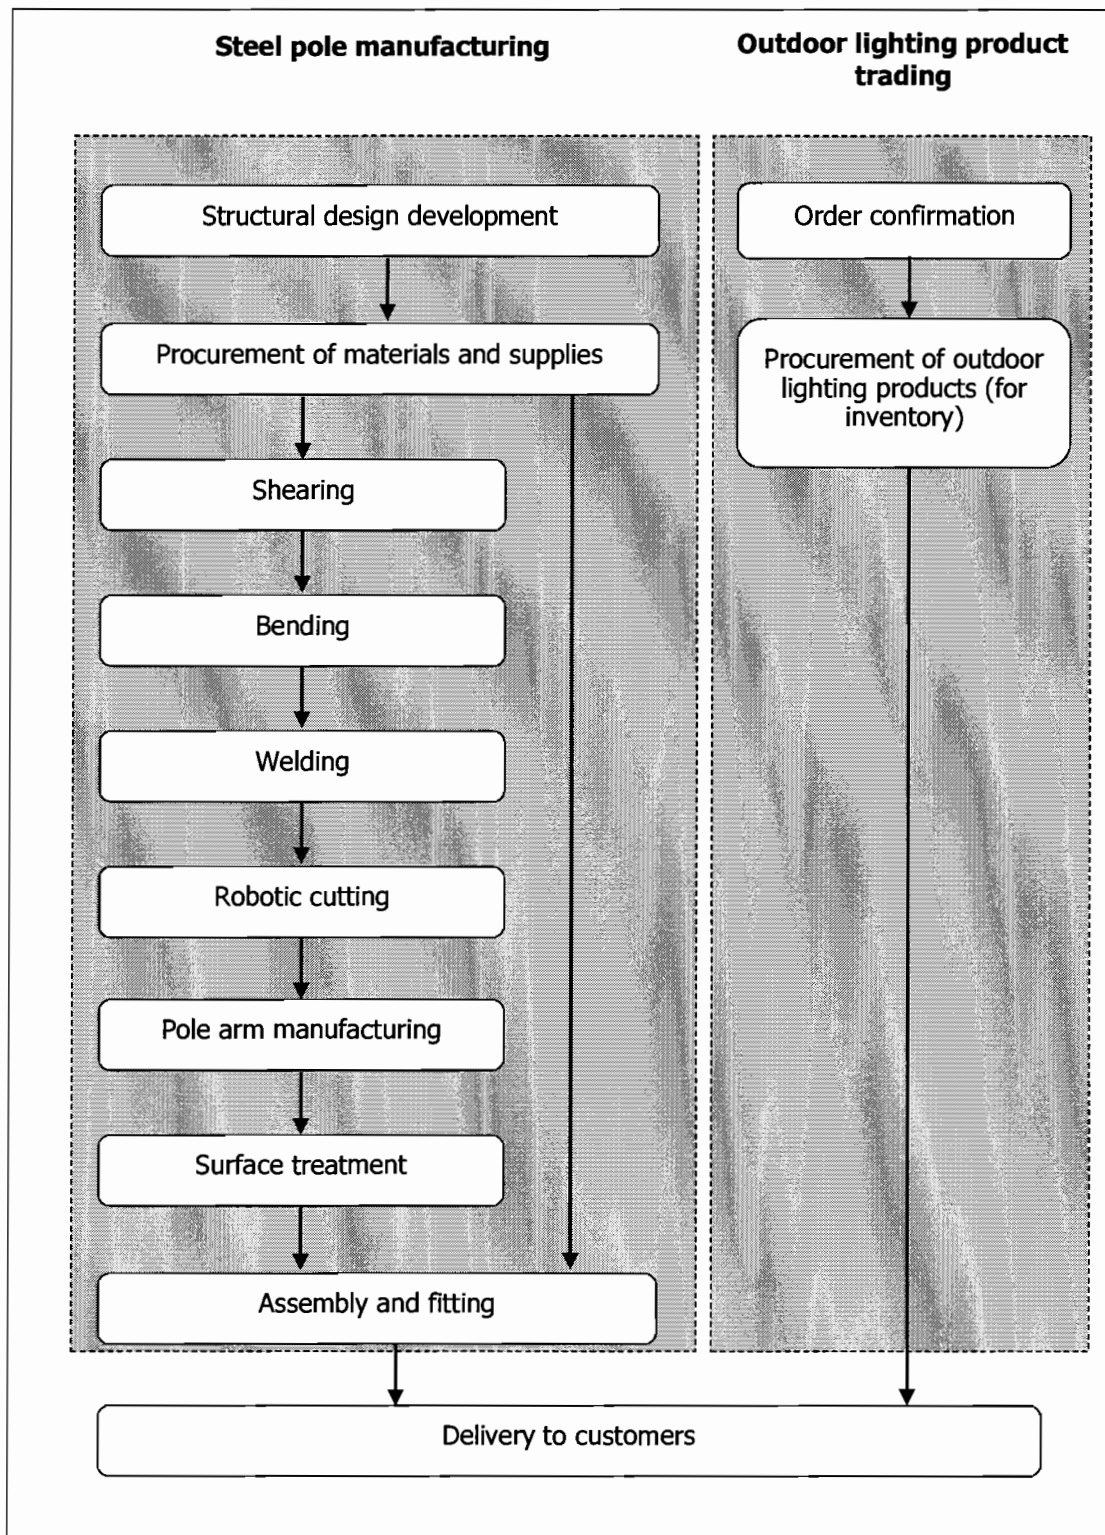 Steel pole manufacturing
Outdoor lighting product
trading
Structural design development
Procurement of materials and supplies
Shearing
Bending
Welding
Robotic cutting
Pole arm manufacturing
Surface treatment
Assembly and fitting
Order confirmation
Procurement of outdoor
lighting products (for
inventory)
Delivery to customers